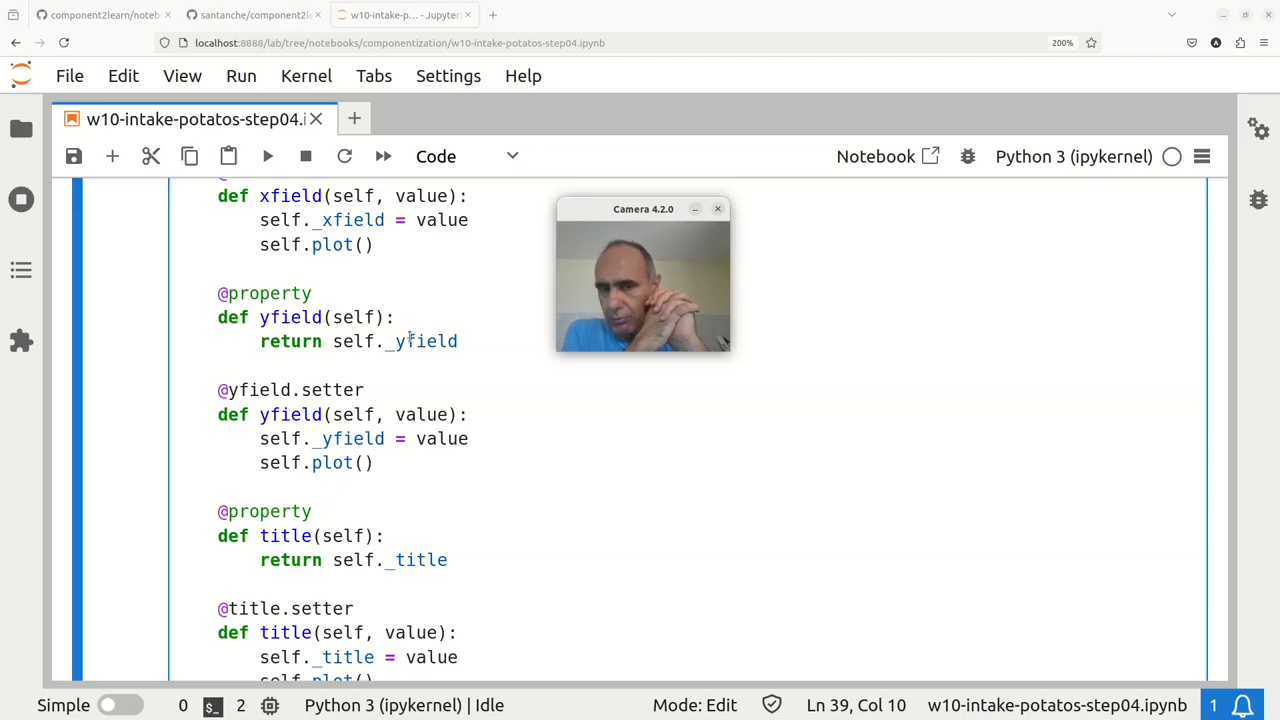 component2learn/noteb
santanche/component2l
w10-intake-p... - Jupyter
localhost:8888/lab/tree/notebooks/componentization/w10-intake-potatos-step04.ipynb
200%
File Edit View Run Kernel Tabs Settings Help
w10-intake-potatos-step04.i
Code
Notebook
Python 3 (ipykernel)
def xfield(self, value):
self._xfield = value
self.plot()
@property
def yfield(self):
return self._yfield
@yfield.setter
def yfield(self, value):
self._yfield = value
self.plot()
@property
def title(self):
return self._title
@title.setter
def title(self, value):
self._title = value
self.plot()
Camera 4.2.0
Simple
0
$_
2
Python 3 (ipykernel) | Idle
Mode: Edit
Ln 39, Col 10
w10-intake-potatos-step04.ipynb
1